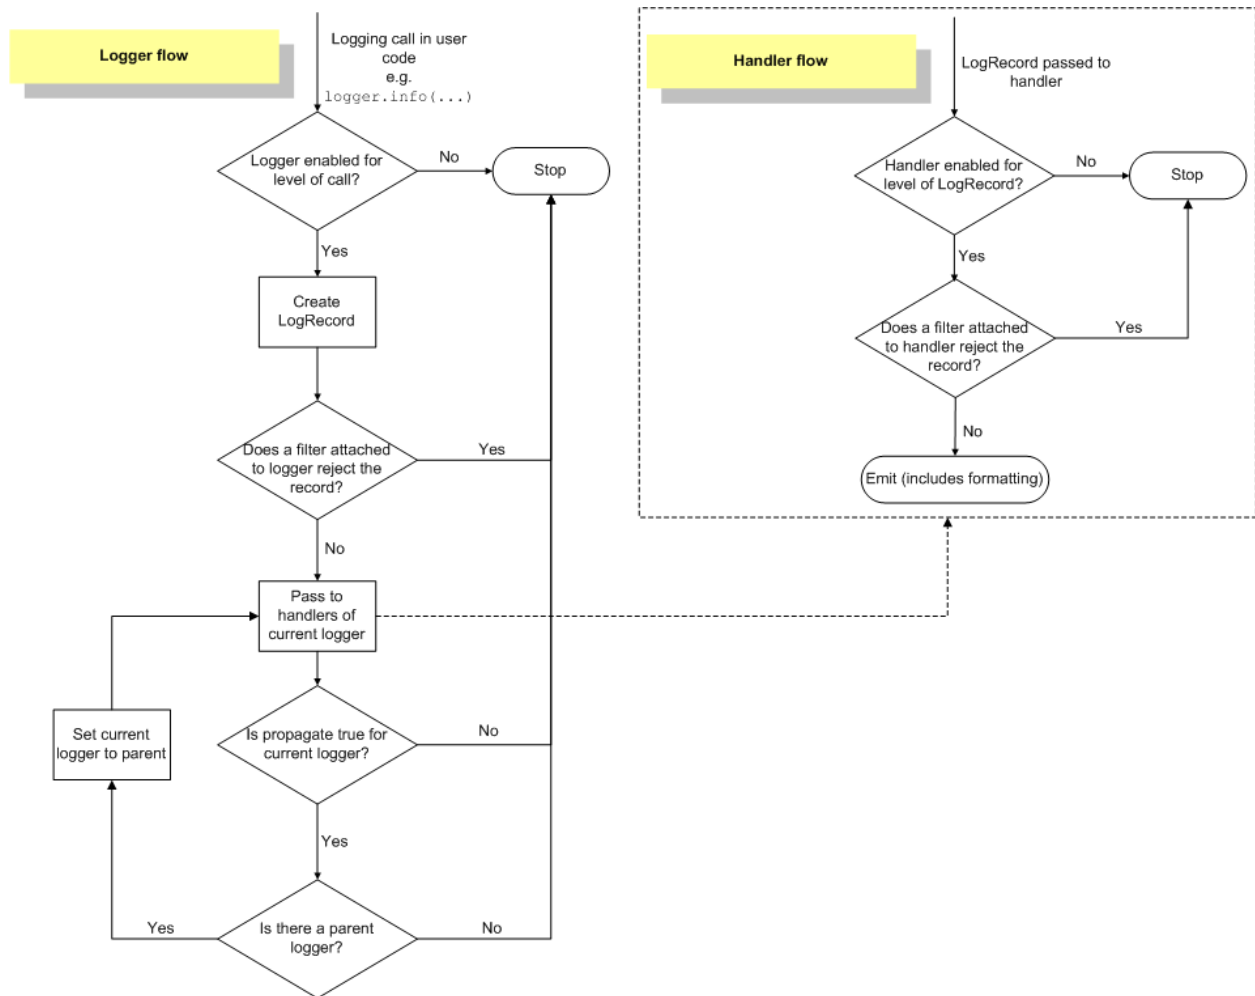 Logger flow
Logging call in user
code
e.g.
logger.info(...)
Logger enabled for
level of call?
No
Stop
Yes
Create
LogRecord
Does a filter attached
to logger reject the
record?
Yes
No
Pass to
handlers of
current logger
Set current
logger to parent
Is propagate true for
current logger?
No
Yes
Is there a parent
logger?
Yes
No
Handler flow
LogRecord passed to
handler
Handler enabled for
level of LogRecord?
No
Stop
Yes
Does a filter attached
to handler reject the
record?
Yes
No
Emit (includes formatting)